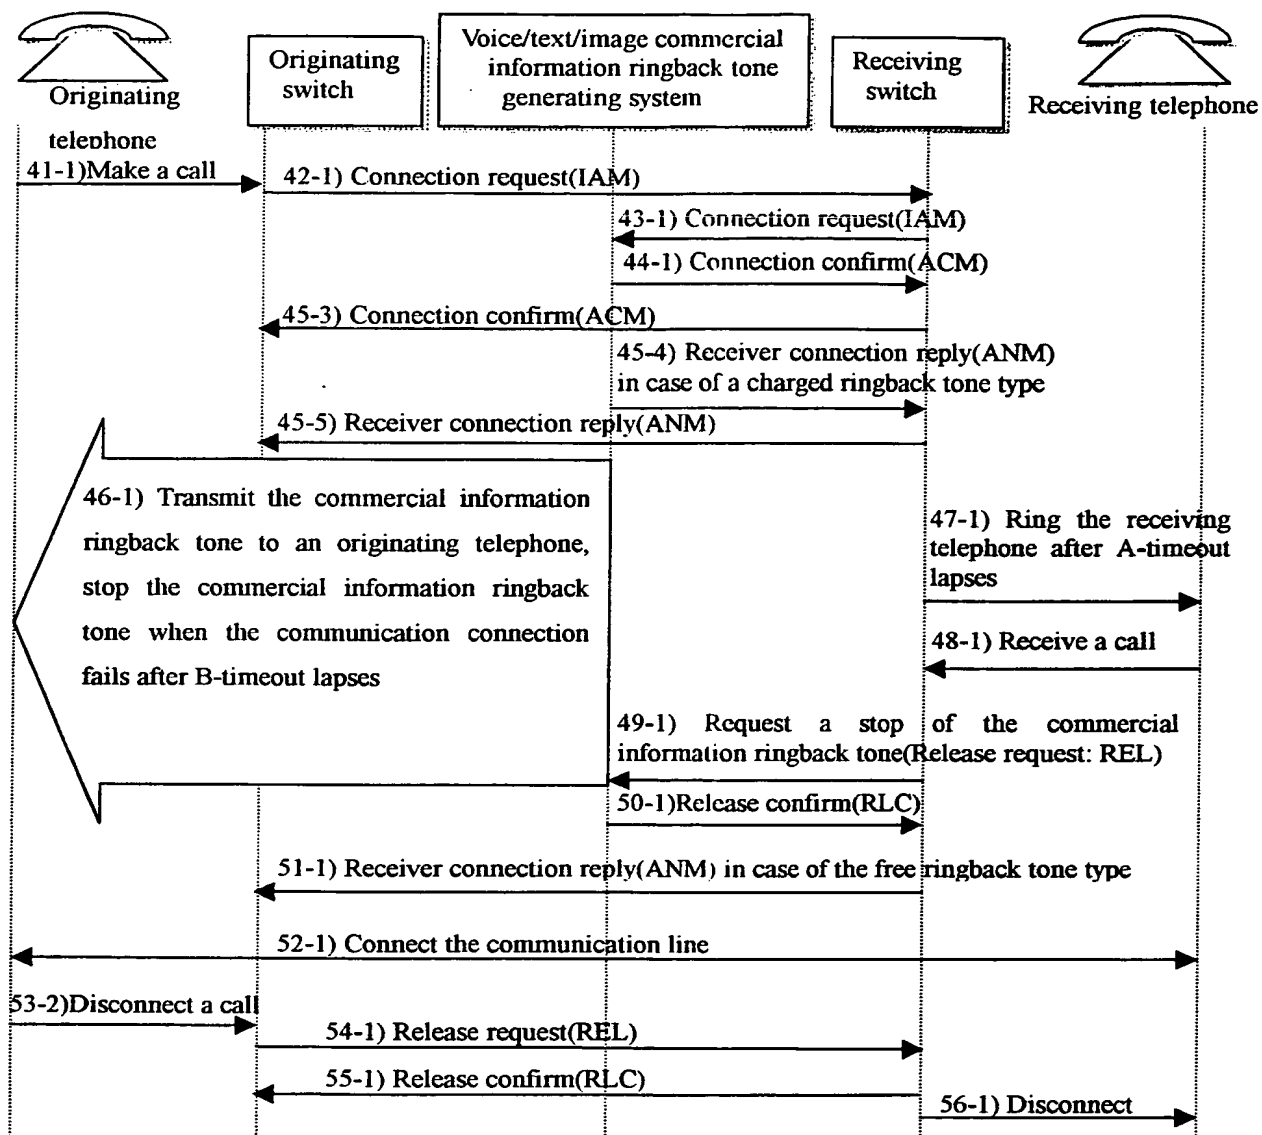 Originating
telephone
Originating
switch
Voice/text/image commercial
information ringback tone
generating system
Receiving
switch
Receiving telephone
41-1)Make a call
42-1) Connection request(IAM)
43-1) Connection request(IAM)
44-1) Connection confirm(ACM)
45-3) Connection confirm(ACM)
45-4) Receiver connection reply(ANM)
in case of a charged ringback tone type
45-5) Receiver connection reply(ANM)
46-1) Transmit the commercial information
ringback tone to an originating telephone,
stop the commercial information ringback
tone when the communication connection
fails after B-timeout lapses
47-1) Ring the receiving
telephone after A-timeout
lapses
48-1) Receive a call
49-1) Request a stop of the commercial
information ringback tone(Release request: REL)
50-1)Release confirm(RLC)
51-1) Receiver connection reply(ANM) in case of the free ringback tone type
52-1) Connect the communication line
53-2)Disconnect a call
54-1) Release request(REL)
55-1) Release confirm(RLC)
56-1) Disconnect